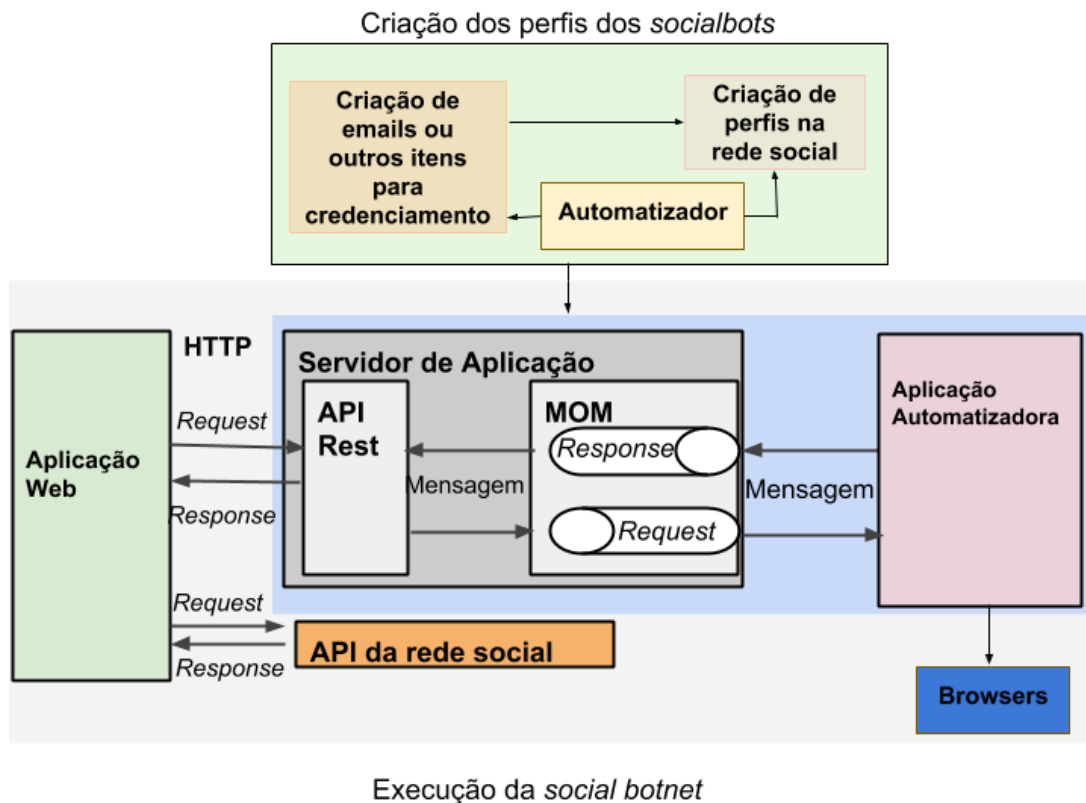 Criação dos perfis dos socialbots
Criação de
emails ou
outros itens
para
credenciamento
Criação de
perfis na
rede social
Automatizador
HTTP
Servidor de Aplicação
Aplicação
Web
Request
Response
API
Rest
Mensagem
MOM
Response
Request
Mensagem
Aplicação
Automatizadora
Request
Response
API da rede social
Browsers
Execução da social botnet